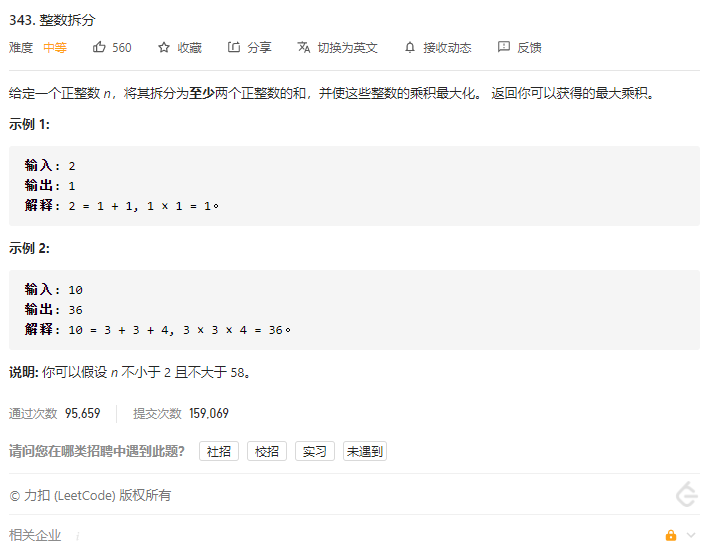 343. 整数拆分
难度 中等 560 收藏 分享 切换为英文 接收动态 反馈
给定一个正整数 n，将其拆分为至少两个正整数的和，并使这些整数的乘积最大化。 返回你可以获得的最大乘积。
示例 1:
输入: 2
输出: 1
解释: 2 = 1 + 1, 1 × 1 = 1。
示例 2:
输入: 10
输出: 36
解释: 10 = 3 + 3 + 4, 3 × 3 × 4 = 36。
说明: 你可以假设 n 不小于 2 且不大于 58。
通过次数 95,659 提交次数 159,069
请问您在哪类招聘中遇到此题? 社招 校招 实习 未遇到
© 力扣 (LeetCode) 版权所有
相关企业 i